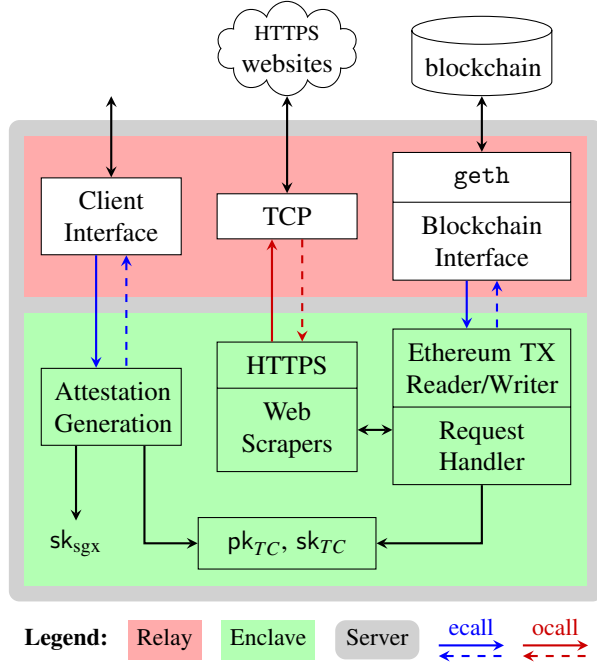 HTTPS
websites
blockchain
Client
Interface
TCP
geth
Blockchain
Interface
Attestation
Generation
HTTPS
Web
Scrapers
Ethereum TX
Reader/Writer
Request
Handler
sk_sgx
pk_TC, sk_TC
Legend: Relay Enclave Server ecall ocall